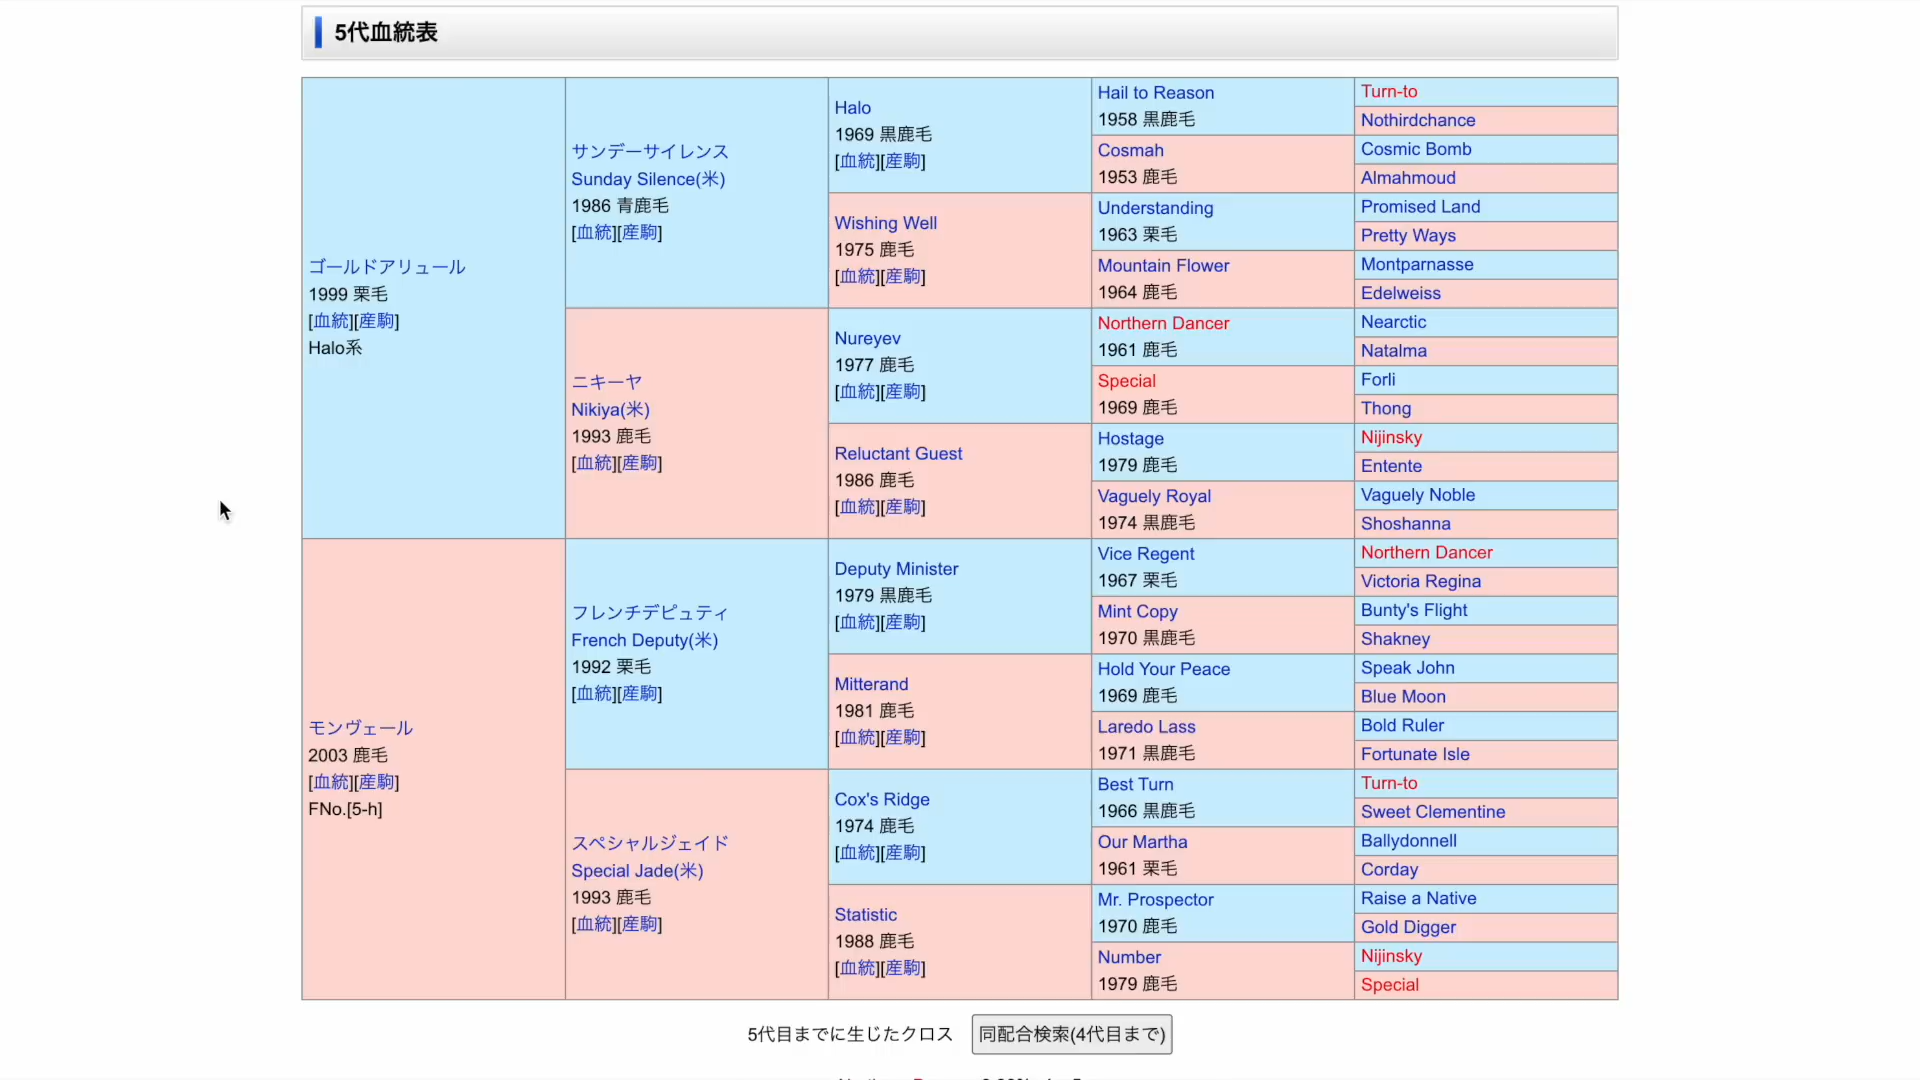 5代血統表
ゴールドアリュール
1999 栗毛
[血統][産駒]
Halo系
サンデーサイレンス
Sunday Silence(米)
1986 青鹿毛
[血統][産駒]
Halo
1969 黒鹿毛
[血統][産駒]
Hail to Reason
1958 黒鹿毛
Turn-to
Nothirdchance
Cosmah
1953 鹿毛
Cosmic Bomb
Almahmoud
Wishing Well
1975 鹿毛
[血統][産駒]
Understanding
1963 栗毛
Promised Land
Pretty Ways
Mountain Flower
1964 鹿毛
Montparnasse
Edelweiss
ニキーヤ
Nikiya(米)
1993 鹿毛
[血統][産駒]
Nureyev
1977 鹿毛
[血統][産駒]
Northern Dancer
1961 鹿毛
Nearctic
Natalma
Special
1969 鹿毛
Forli
Thong
Reluctant Guest
1986 鹿毛
[血統][産駒]
Hostage
1979 鹿毛
Nijinsky
Entente
Vaguely Royal
1974 黒鹿毛
Vaguely Noble
Shoshanna
モンヴェール
2003 鹿毛
[血統][産駒]
FNo.[5-h]
フレンチデピュティ
French Deputy(米)
1992 栗毛
[血統][産駒]
Deputy Minister
1979 黒鹿毛
[血統][産駒]
Vice Regent
1967 栗毛
Northern Dancer
Victoria Regina
Mint Copy
1970 黒鹿毛
Bunty's Flight
Shakney
Mitterand
1981 鹿毛
[血統][産駒]
Hold Your Peace
1969 鹿毛
Speak John
Blue Moon
Laredo Lass
1971 黒鹿毛
Bold Ruler
Fortunate Isle
スペシャルジェイド
Special Jade(米)
1993 鹿毛
[血統][産駒]
Cox's Ridge
1974 鹿毛
[血統][産駒]
Best Turn
1966 黒鹿毛
Turn-to
Sweet Clementine
Our Martha
1961 栗毛
Ballydonnell
Corday
Statistic
1988 鹿毛
[血統][産駒]
Mr. Prospector
1970 鹿毛
Raise a Native
Gold Digger
Number
1979 鹿毛
Nijinsky
Special
5代目までに生じたクロス
同配合検索(4代目まで)